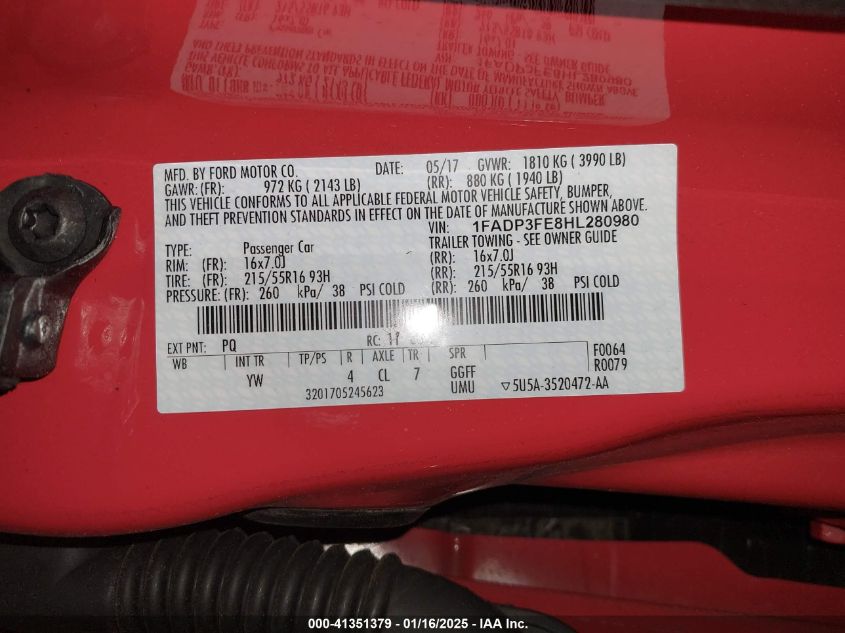 MFD. BY FORD MOTOR CO.
DATE: 05/17 GVWR: 1810 KG ( 3990 LB)
GAWR: (FR): 972 KG ( 2143 LB) (RR): 880 KG ( 1940 LB)
THIS VEHICLE CONFORMS TO ALL APPLICABLE FEDERAL MOTOR VEHICLE SAFETY, BUMPER,
AND THEFT PREVENTION STANDARDS IN EFFECT ON THE DATE OF MANUFACTURE SHOWN ABOVE
VIN: 1FADP3FE8HL280980
TYPE: Passenger Car TRAILER TOWING - SEE OWNER GUIDE
RIM: (FR): 16x7.0J (RR): 16x7.0J
TIRE: (FR): 215/55R16 93H (RR): 215/55R16 93H
PRESSURE: (FR): 260 kPa/ 38 PSI COLD (RR): 260 kPa/ 38 PSI COLD
EXT PNT: PQ RC: 17
WB INT TR TP/PS R AXLE TR SPR F0064
YW 4 CL 7 GGFF R0079
3201705245623 UMU ▽5U5A-3520472-AA
000-41351379 - 01/16/2025 - IAA Inc.